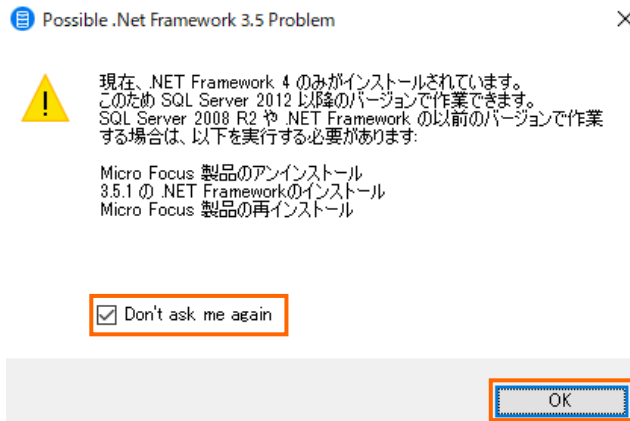 Possible .Net Framework 3.5 Problem
現在、.NET Framework 4 のみがインストールされています。
このため SQL Server 2012 以降のバージョンで作業できます。
SQL Server 2008 R2 や .NET Framework の以前のバージョンで作業
する場合は、以下を実行する必要があります:
Micro Focus 製品のアンインストール
3.5.1 の .NET Frameworkのインストール
Micro Focus 製品の再インストール
Don't ask me again
OK